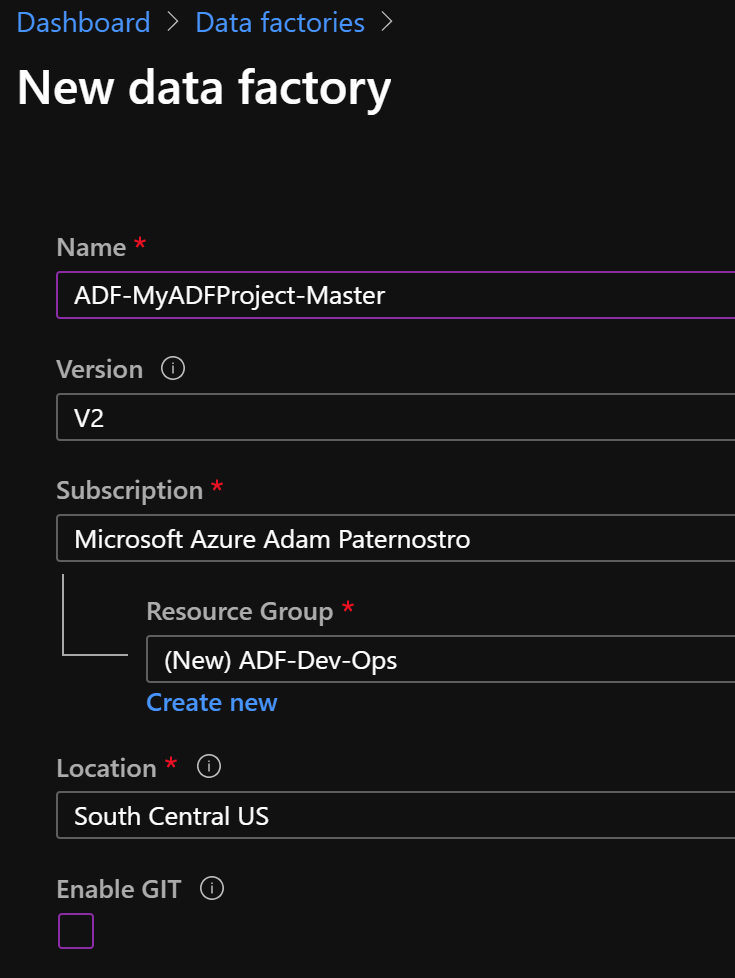 Dashboard > Data factories >
New data factory
Name *
ADF-MyADFProject-Master
Version
V2
Subscription *
Microsoft Azure Adam Paternostro
Resource Group *
(New) ADF-Dev-Ops
Create new
Location *
South Central US
Enable GIT